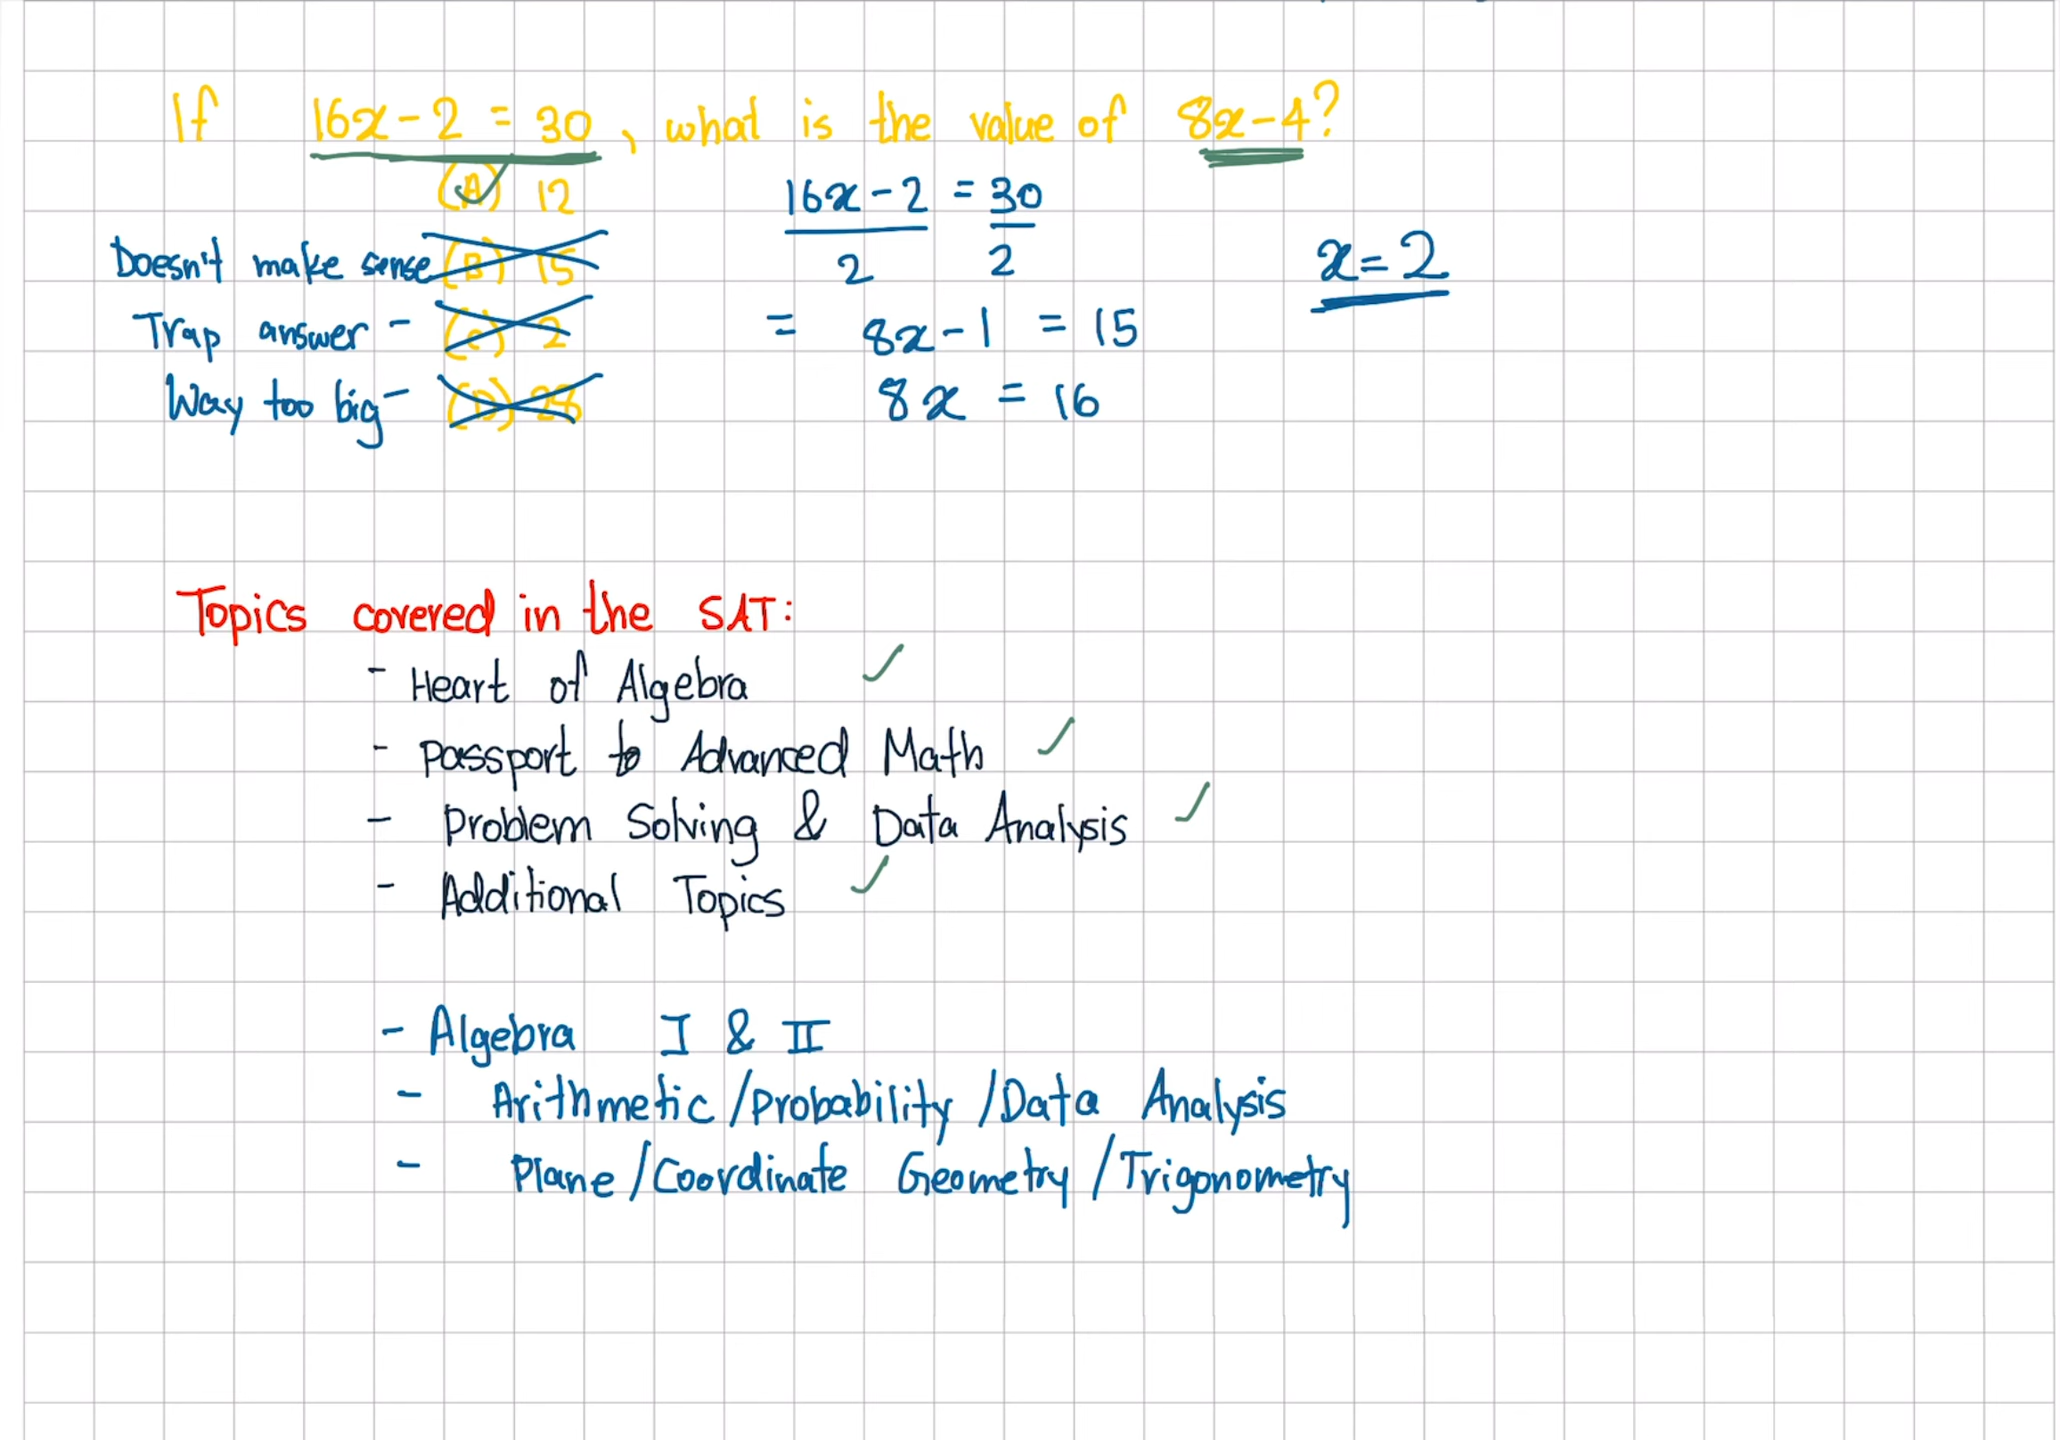 If 16x-2 = 30, what is the value of 8x-4?
(A) 12
Doesn't make sense (B) 15
Trap answer - (C) 2
Way too big - (D) 28
16x-2 = 30
2 2
= 8x-1 = 15
8x = 16
x = 2
Topics covered in the SAT:
- Heart of Algebra ✓
- Passport to Advanced Math ✓
- Problem Solving & Data Analysis ✓
- Additional Topics ✓
- Algebra I & II
- Arithmetic/Probability/Data Analysis
- Plane/Coordinate Geometry/Trigonometry